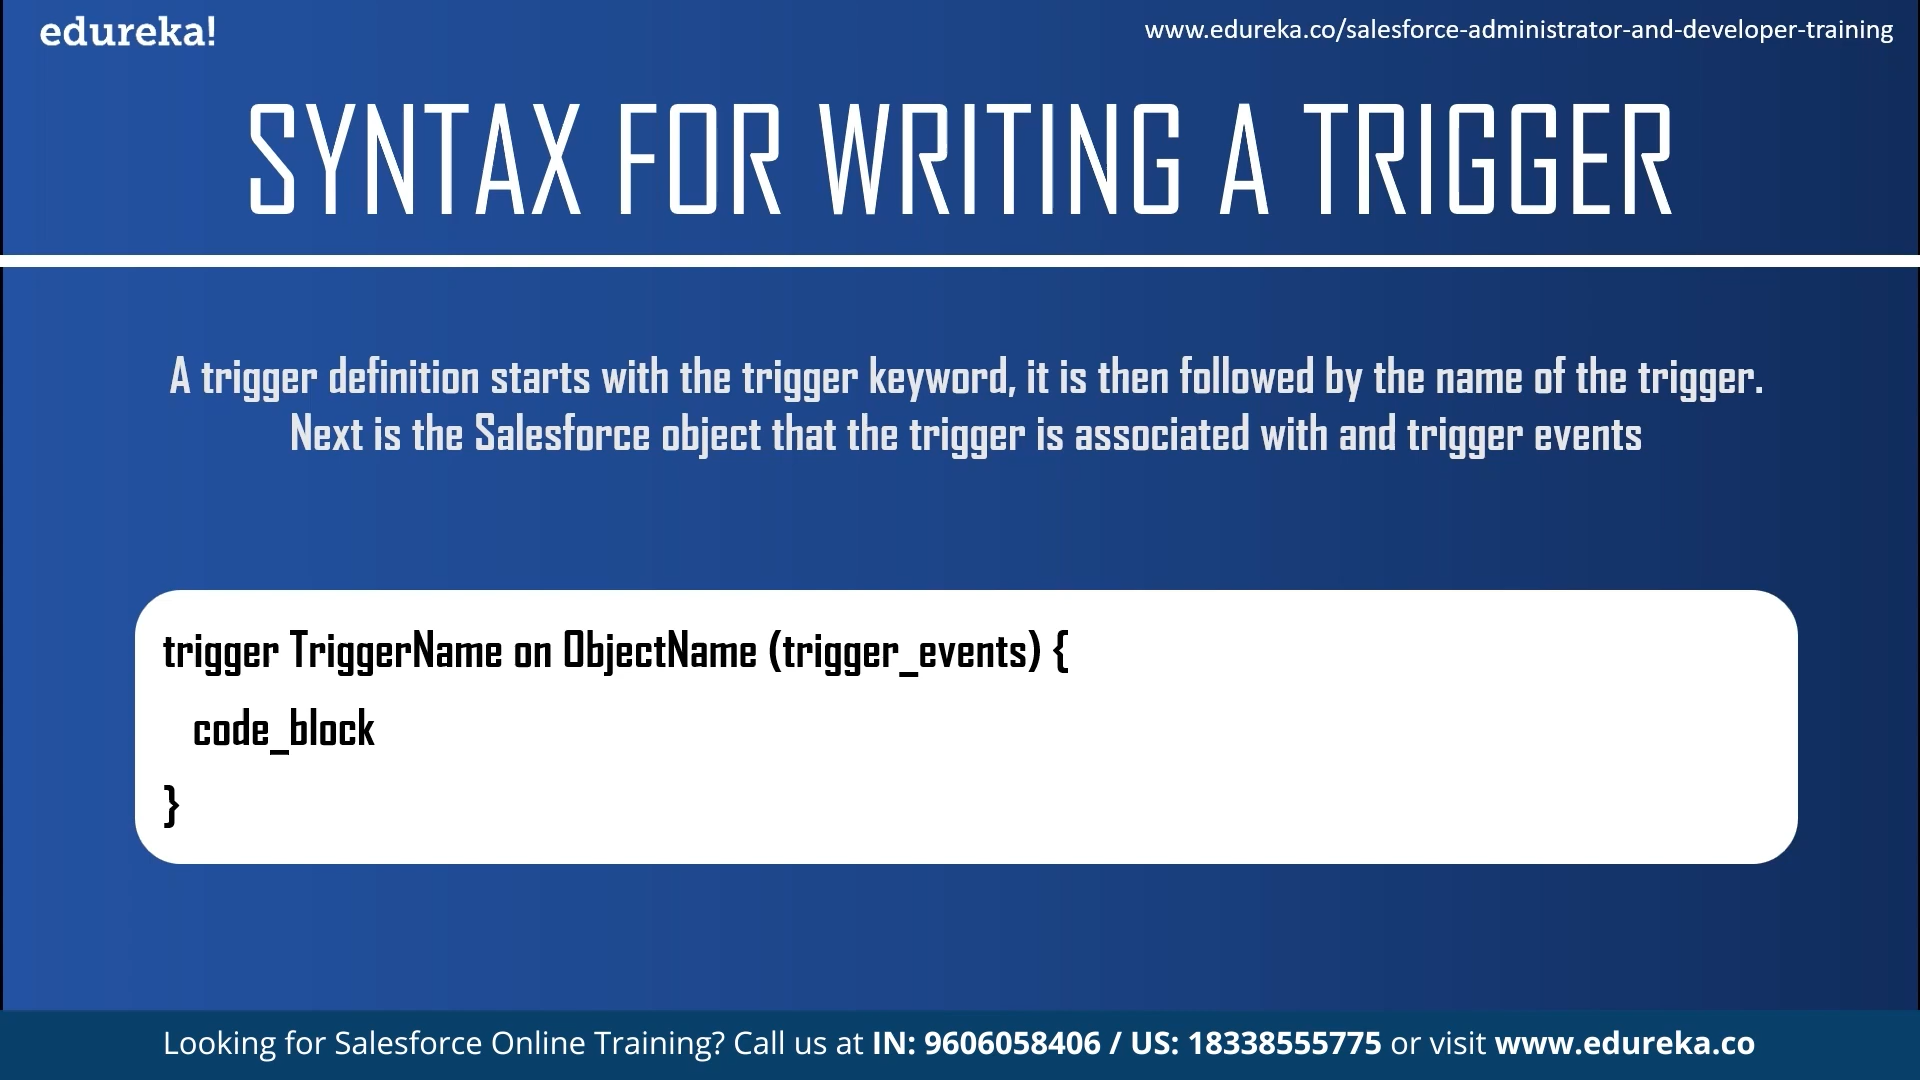 edureka!
www.edureka.co/salesforce-administrator-and-developer-training
SYNTAX FOR WRITING A TRIGGER
A trigger definition starts with the trigger keyword, it is then followed by the name of the trigger.
Next is the Salesforce object that the trigger is associated with and trigger events
trigger TriggerName on ObjectName (trigger_events) {
code_block
}
Looking for Salesforce Online Training? Call us at IN: 9606058406 / US: 18338555775 or visit www.edureka.co